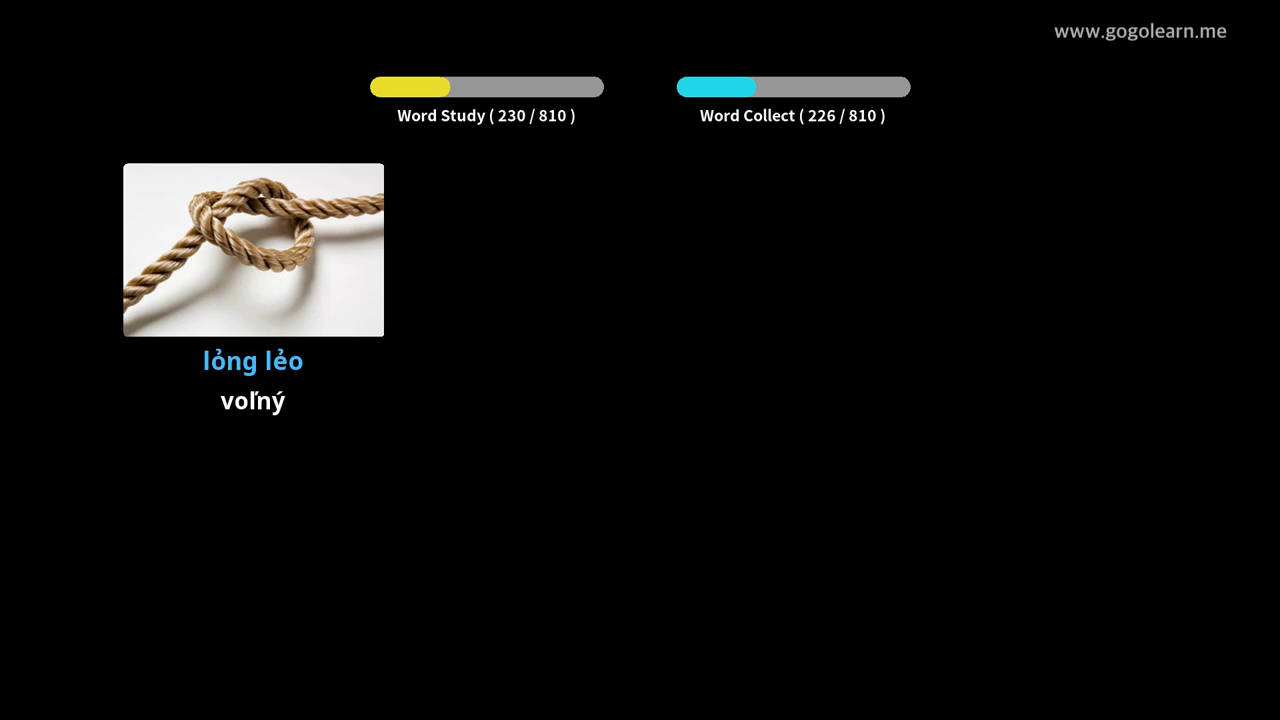 www.gogolearn.me
Word Study ( 230 / 810 )
Word Collect ( 226 / 810 )
lỏng lẻo
voľný